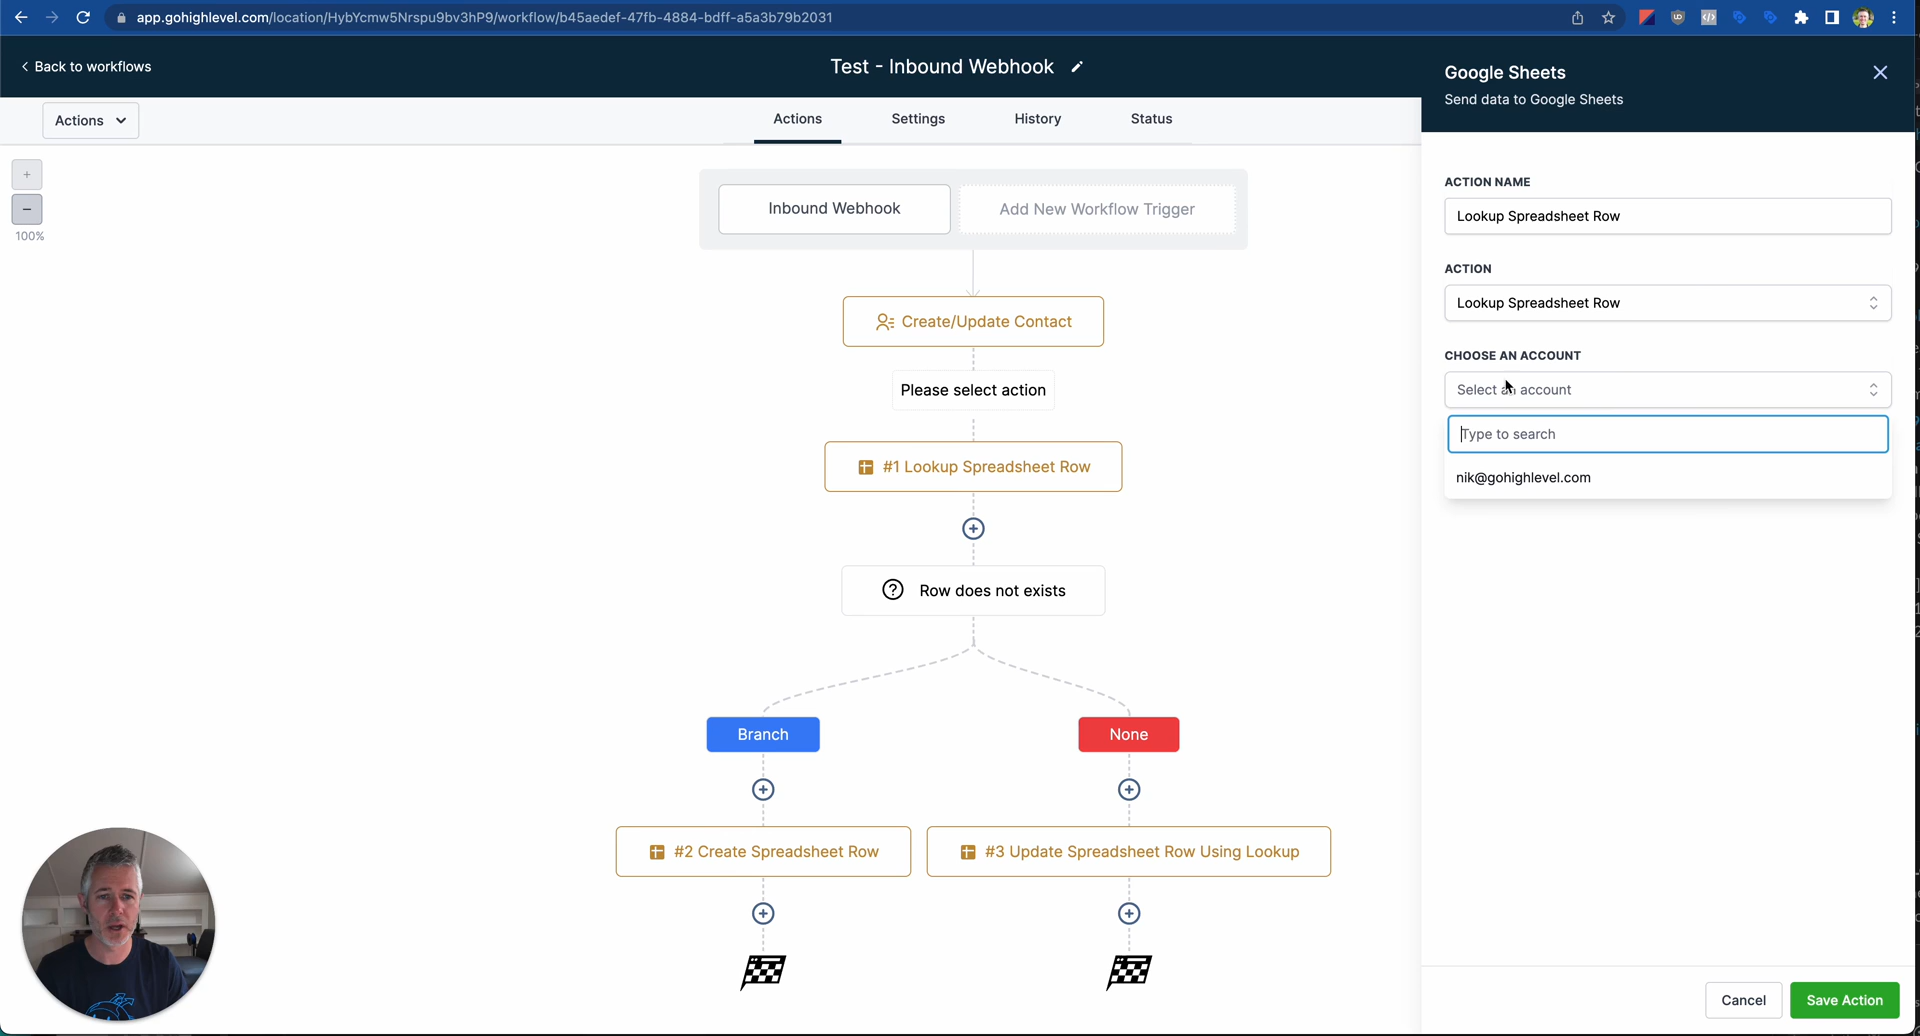 app.gohighlevel.com/location/HybYcmw5Nrspu9bv3hP9/workflow/b45aedef-47fb-4884-bdff-a5a3b79b2031
Back to workflows
Test - Inbound Webhook
Google Sheets
Send data to Google Sheets
Actions
Actions
Settings
History
Status
+
-
100%
Inbound Webhook
Add New Workflow Trigger
Create/Update Contact
Please select action
#1 Lookup Spreadsheet Row
Row does not exists
Branch
None
#2 Create Spreadsheet Row
#3 Update Spreadsheet Row Using Lookup
ACTION NAME
Lookup Spreadsheet Row
ACTION
Lookup Spreadsheet Row
CHOOSE AN ACCOUNT
Select an account
Type to search
nik@gohighlevel.com
Cancel
Save Action